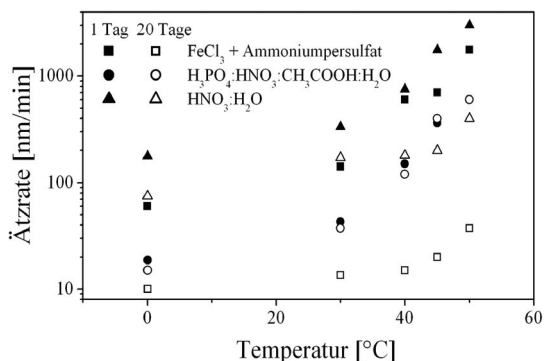 1 Tag 20 Tage
FeCl₃ + Ammoniumpersulfat
H₃PO₄:HNO₃:CH₃COOH:H₂O
HNO₃:H₂O
1000
100
10
Ätzrate [nm/min]
0 20 40 60
Temperatur [°C]